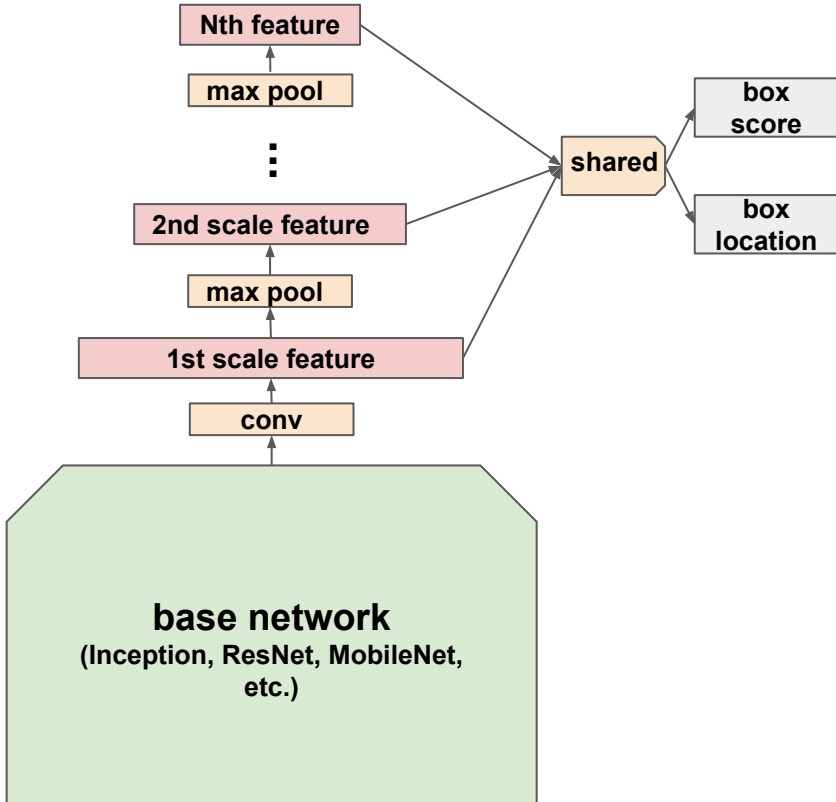 Nth feature
max pool
box
score
shared
⋮
2nd scale feature
box
location
max pool
1st scale feature
conv
base network
(Inception, ResNet, MobileNet,
etc.)